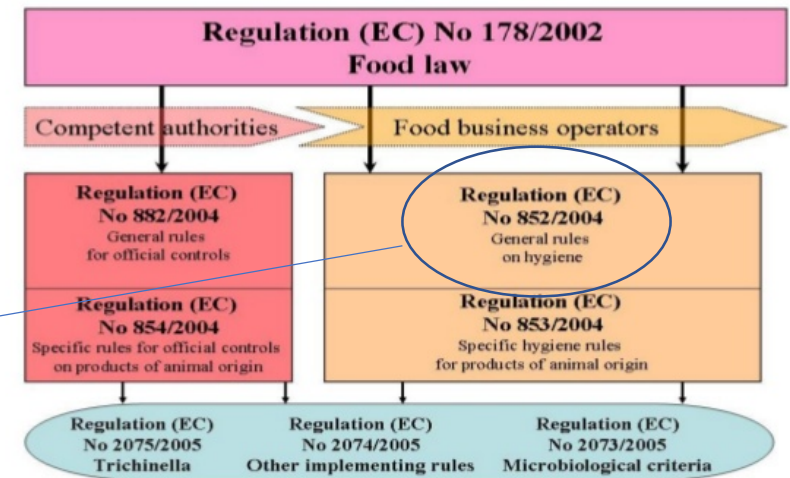 Regulation (EC) No 178/2002
Food law
Competent authorities
Food business operators
Regulation (EC)
No 882/2004
General rules
for official controls
Regulation (EC)
No 852/2004
General rules
on hygiene
Regulation (EC)
No 854/2004
Specific rules for official controls
on products of animal origin
Regulation (EC)
No 853/2004
Specific hygiene rules
for products of animal origin
Regulation (EC)
No 2075/2005
Trichinella
Regulation (EC)
No 2074/2005
Other implementing rules
Regulation (EC)
No 2073/2005
Microbiological criteria